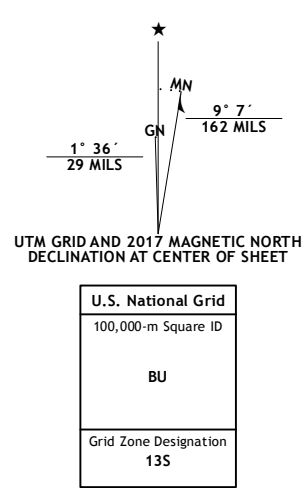 ★
MN
9° 7´
162 MILS
GN
1° 36´
29 MILS
UTM GRID AND 2017 MAGNETIC NORTH
DECLINATION AT CENTER OF SHEET
U.S. National Grid
100,000-m Square ID
BU
Grid Zone Designation
13S